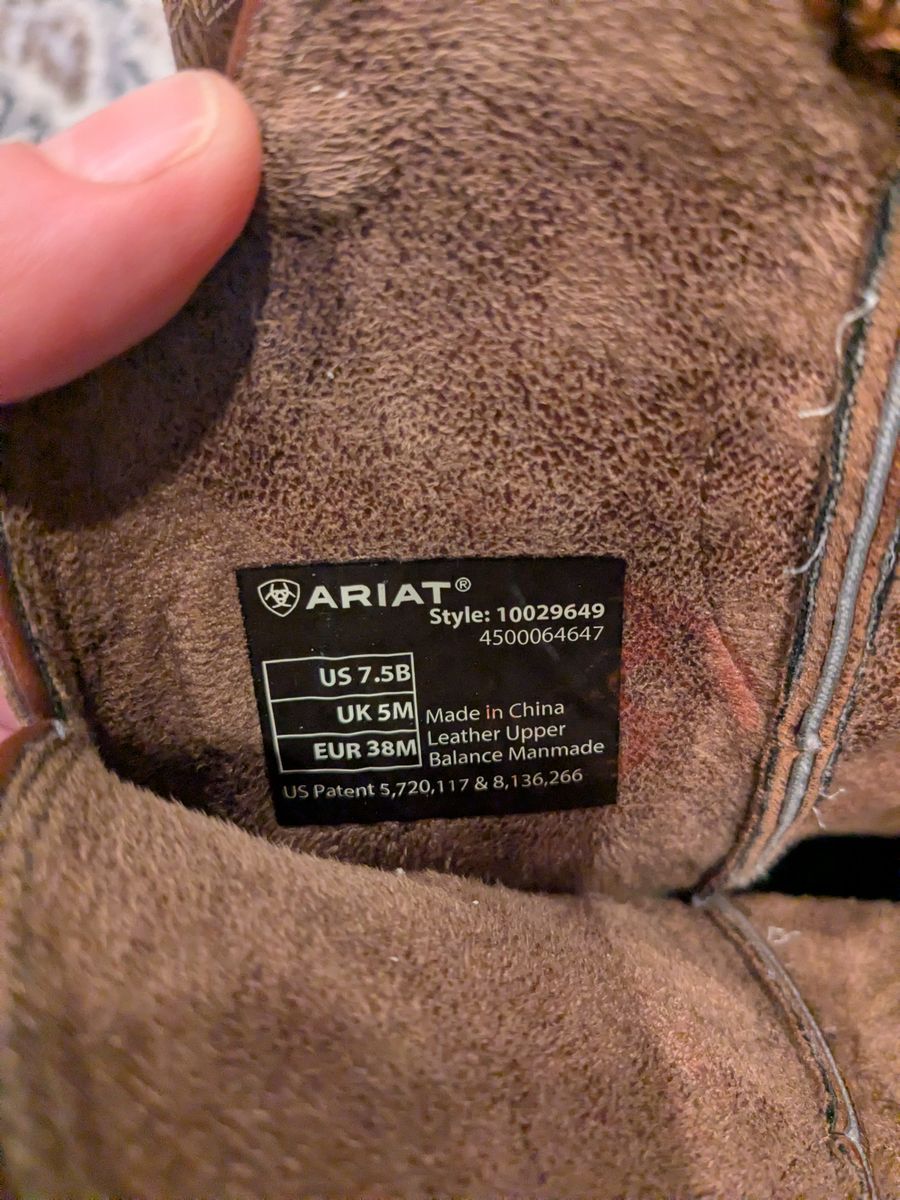 ARIAT®
Style: 10029649
4500064647
US 7.5B
UK 5M
EUR 38M
Made in China
Leather Upper
Balance Manmade
US Patent 5,720,117 & 8,136,266